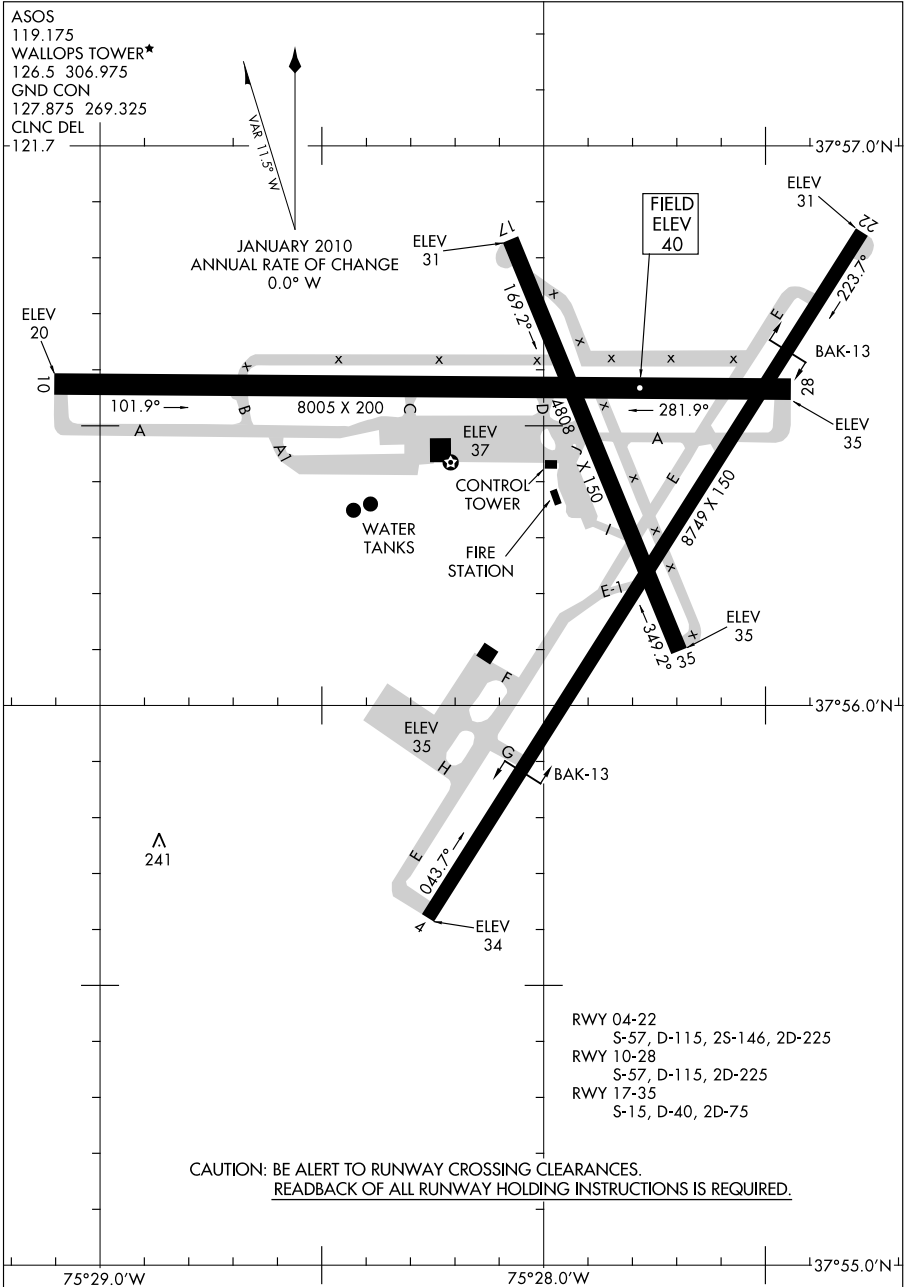 ASOS
119.175
WALLOPS TOWER★
126.5 306.975
GND CON
127.875 269.325
CLNC DEL
121.7
VAR 11.5° W
JANUARY 2010
ANNUAL RATE OF CHANGE
0.0° W
37°57.0'N
ELEV
31
22
223.7°
FIELD
ELEV
40
17
ELEV
31
169.2°
E
BAK-13
ELEV
20
x
x
x
x
x
x
x
x
x
10
28
101.9°
8005 X 200
281.9°
ELEV
35
B
C
D
x
A
A
A1
ELEV
37
4808 X 150
J
x
E
8749 X 150
CONTROL
TOWER
WATER
TANKS
FIRE
STATION
I
x
x
E-1
ELEV
35
x
349.2°
35
F
37°56.0'N
ELEV
35
G
H
BAK-13
241
E
043.7°
4
ELEV
34
RWY 04-22
S-57, D-115, 2S-146, 2D-225
RWY 10-28
S-57, D-115, 2D-225
RWY 17-35
S-15, D-40, 2D-75
CAUTION: BE ALERT TO RUNWAY CROSSING CLEARANCES.
READBACK OF ALL RUNWAY HOLDING INSTRUCTIONS IS REQUIRED.
37°55.0'N
75°29.0'W
75°28.0'W